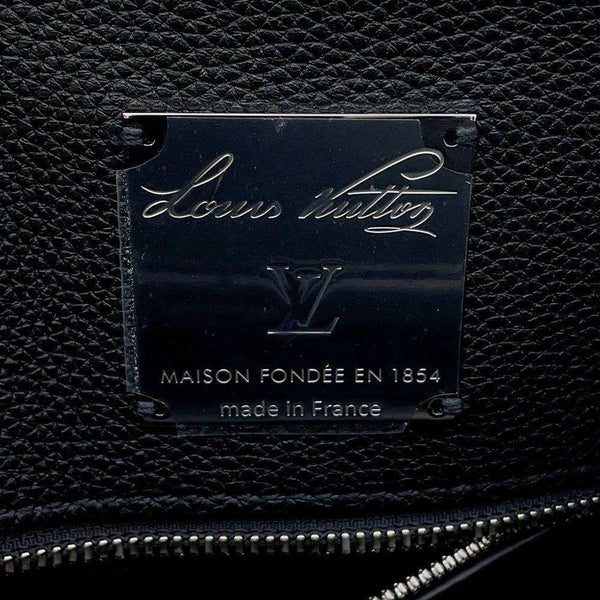 Louis Vuitton
LV
MAISON FONDÉE EN 1854
made in France